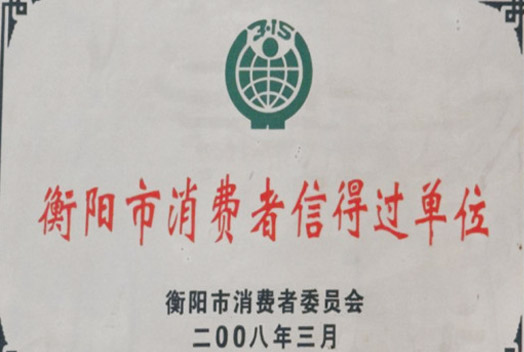 3·15
衡阳市消费者信得过单位
衡阳市消费者委员会
二00八年三月